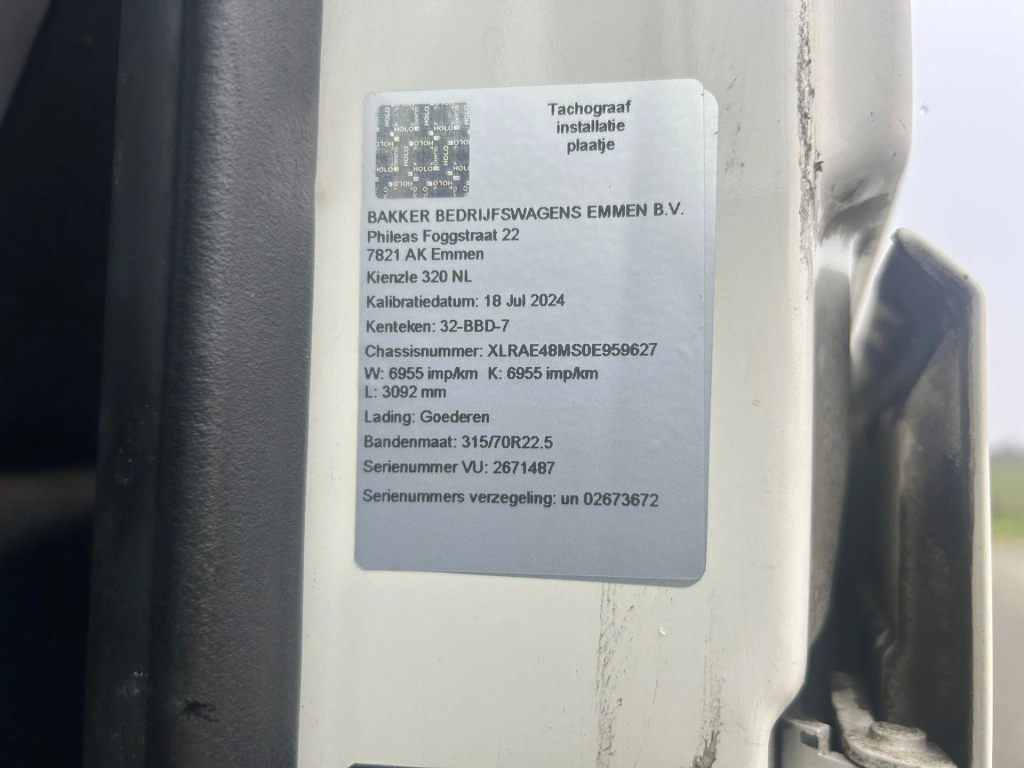 HOLO
Tachograaf
installatie
plaatje
BAKKER BEDRIJFSWAGENS EMMEN B.V.
Phileas Foggstraat 22
7821 AK Emmen
Kienzle 320 NL
Kalibratiedatum: 18 Jul 2024
Kenteken: 32-BBD-7
Chassisnummer: XLRAE48MS0E959627
W: 6955 imp/km K: 6955 imp/km
L: 3092 mm
Lading: Goederen
Bandenmaat: 315/70R22.5
Serienummer VU: 2671487
Serienummers verzegeling: un 02673672